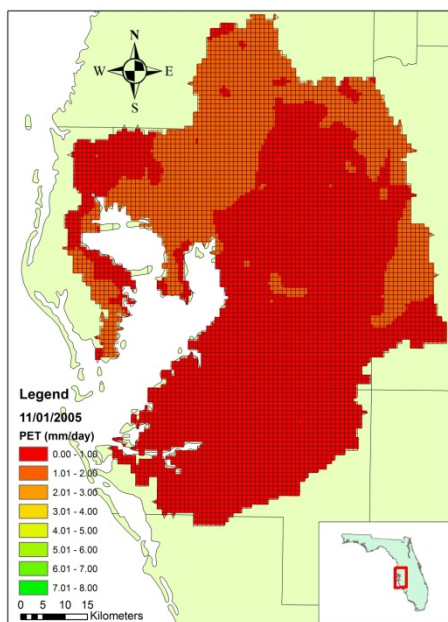 N
W E
S
Legend
11/01/2005
PET (mm/day)
0.00 - 1.00
1.01 - 2.00
2.01 - 3.00
3.01 - 4.00
4.01 - 5.00
5.01 - 6.00
6.01 - 7.00
7.01 - 8.00
0 5 10 15
Kilometers